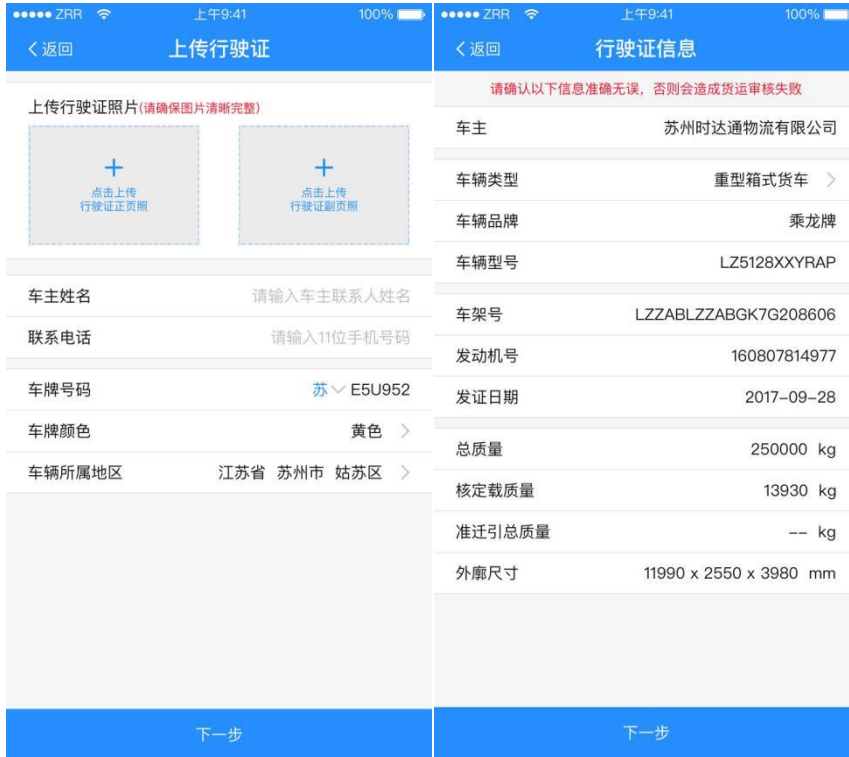 ZRR 上午9:41 100%
返回 上传行驶证
上传行驶证照片(请确保图片清晰完整)
点击上传
行驶证正页照
点击上传
行驶证副页照
车主姓名 请输入车主联系人姓名
联系电话 请输入11位手机号码
车牌号码 苏 E5U952
车牌颜色 黄色
车辆所属地区 江苏省 苏州市 姑苏区
下一步
ZRR 上午9:41 100%
返回 行驶证信息
请确认以下信息准确无误，否则会造成货运审核失败
车主 苏州时达通物流有限公司
车辆类型 重型箱式货车
车辆品牌 乘龙牌
车辆型号 LZ5128XXYRAP
车架号 LZZABLZZABGK7G208606
发动机号 160807814977
发证日期 2017-09-28
总质量 250000 kg
核定载质量 13930 kg
准迁引总质量 -- kg
外廓尺寸 11990 x 2550 x 3980 mm
下一步